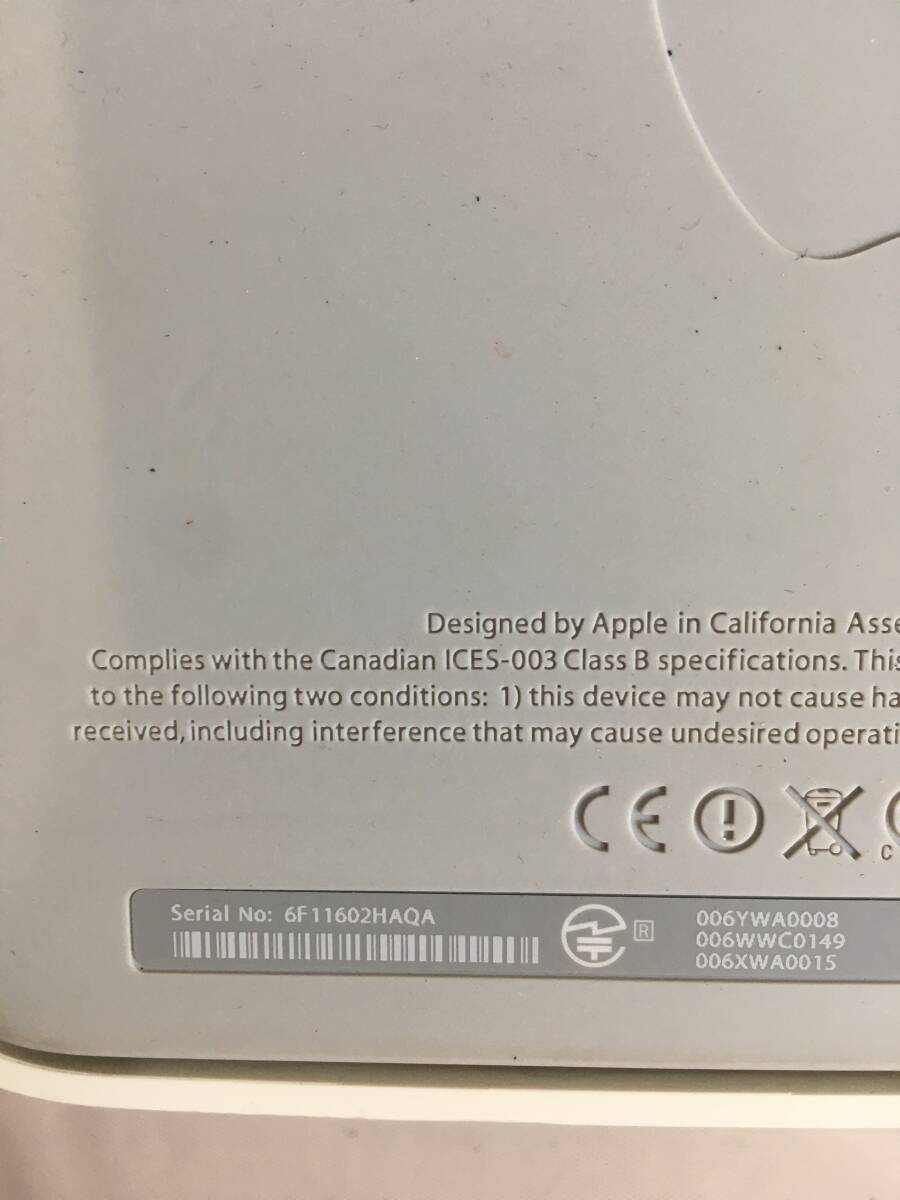 Designed by Apple in California Asse
Complies with the Canadian ICES-003 Class B specifications. This
to the following two conditions: 1) this device may not cause ha
received, including interference that may cause undesired operati
CE
C
Serial No: 6F11602HAQA
R
006YWA0008
006WWC0149
006XWA0015